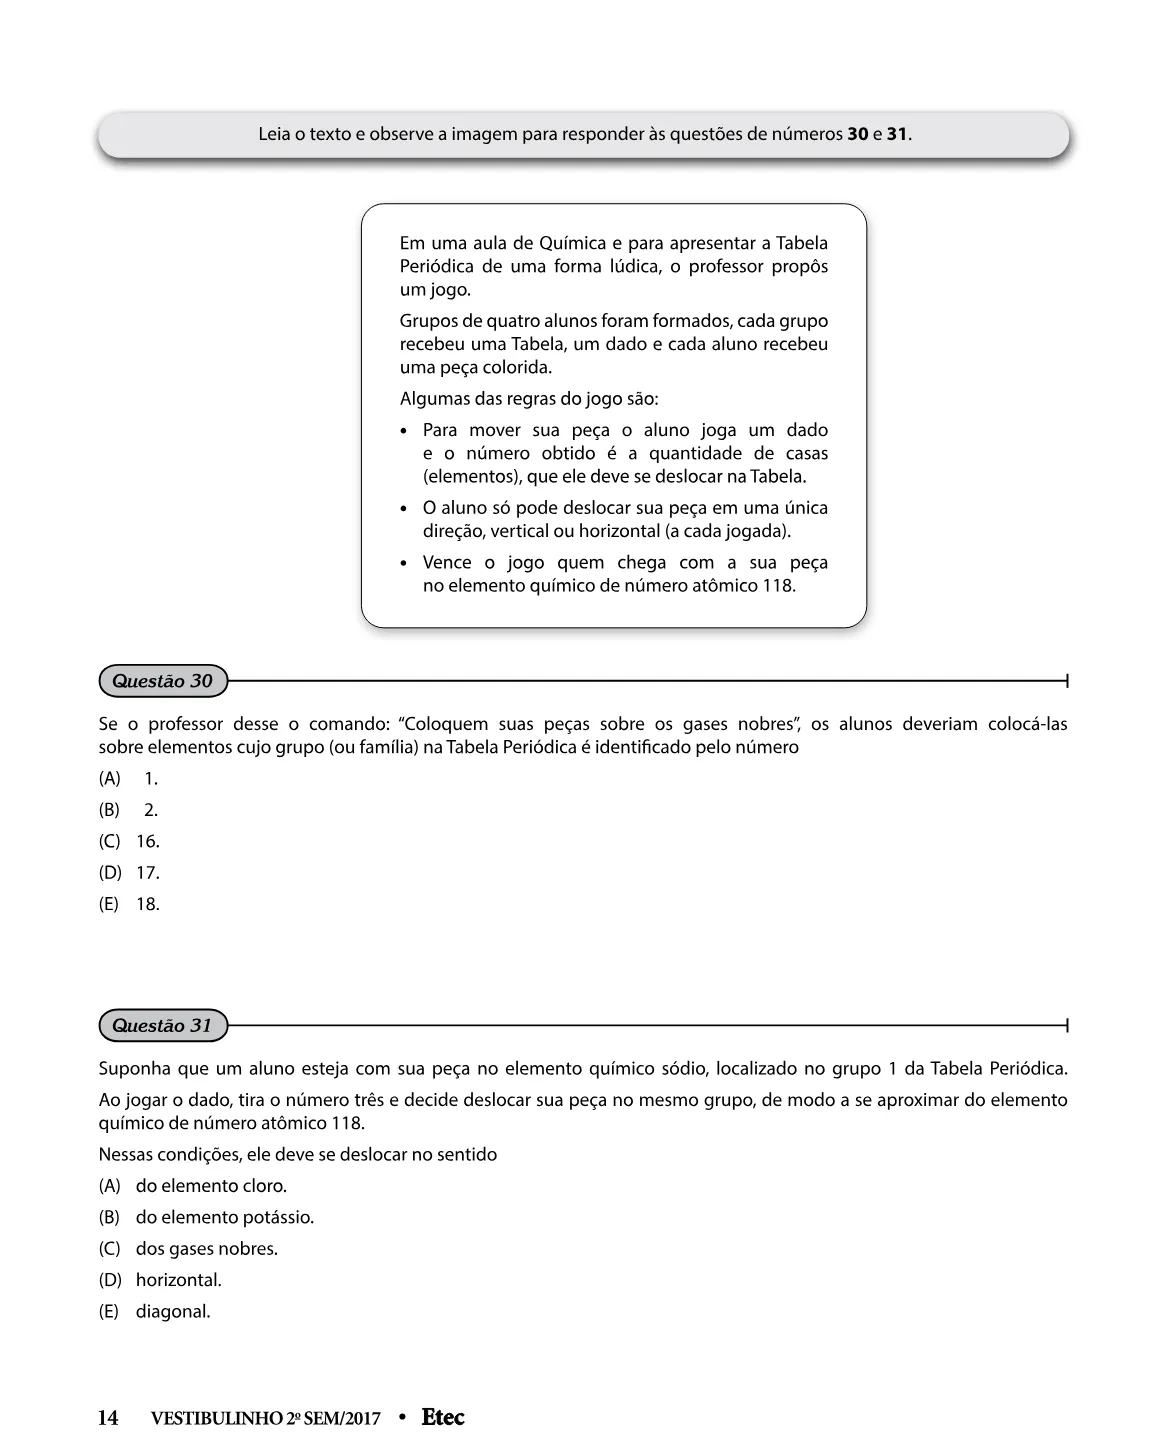 Leia o texto e observe a imagem para responder às questões de números 30 e 31.
Em uma aula de Química e para apresentar a Tabela
Periódica de uma forma lúdica, o professor propôs
um jogo.
Grupos de quatro alunos foram formados, cada grupo
recebeu uma Tabela, um dado e cada aluno recebeu
uma peça colorida.
Algumas das regras do jogo são:
• Para mover sua peça o aluno joga um dado
e o número obtido é a quantidade de casas
(elementos), que ele deve se deslocar na Tabela.
• O aluno só pode deslocar sua peça em uma única
direção, vertical ou horizontal (a cada jogada).
• Vence o jogo quem chega com a sua peça
no elemento químico de número atômico 118.
Questão 30
Se o professor desse o comando: “Coloquem suas peças sobre os gases nobres”, os alunos deveriam colocá-las
sobre elementos cujo grupo (ou família) na Tabela Periódica é identificado pelo número
(A) 1.
(B) 2.
(C) 16.
(D) 17.
(E) 18.
Questão 31
Suponha que um aluno esteja com sua peça no elemento químico sódio, localizado no grupo 1 da Tabela Periódica.
Ao jogar o dado, tira o número três e decide deslocar sua peça no mesmo grupo, de modo a se aproximar do elemento
químico de número atômico 118.
Nessas condições, ele deve se deslocar no sentido
(A) do elemento cloro.
(B) do elemento potássio.
(C) dos gases nobres.
(D) horizontal.
(E) diagonal.
14 VESTIBULINHO 2º SEM/2017 • Etec